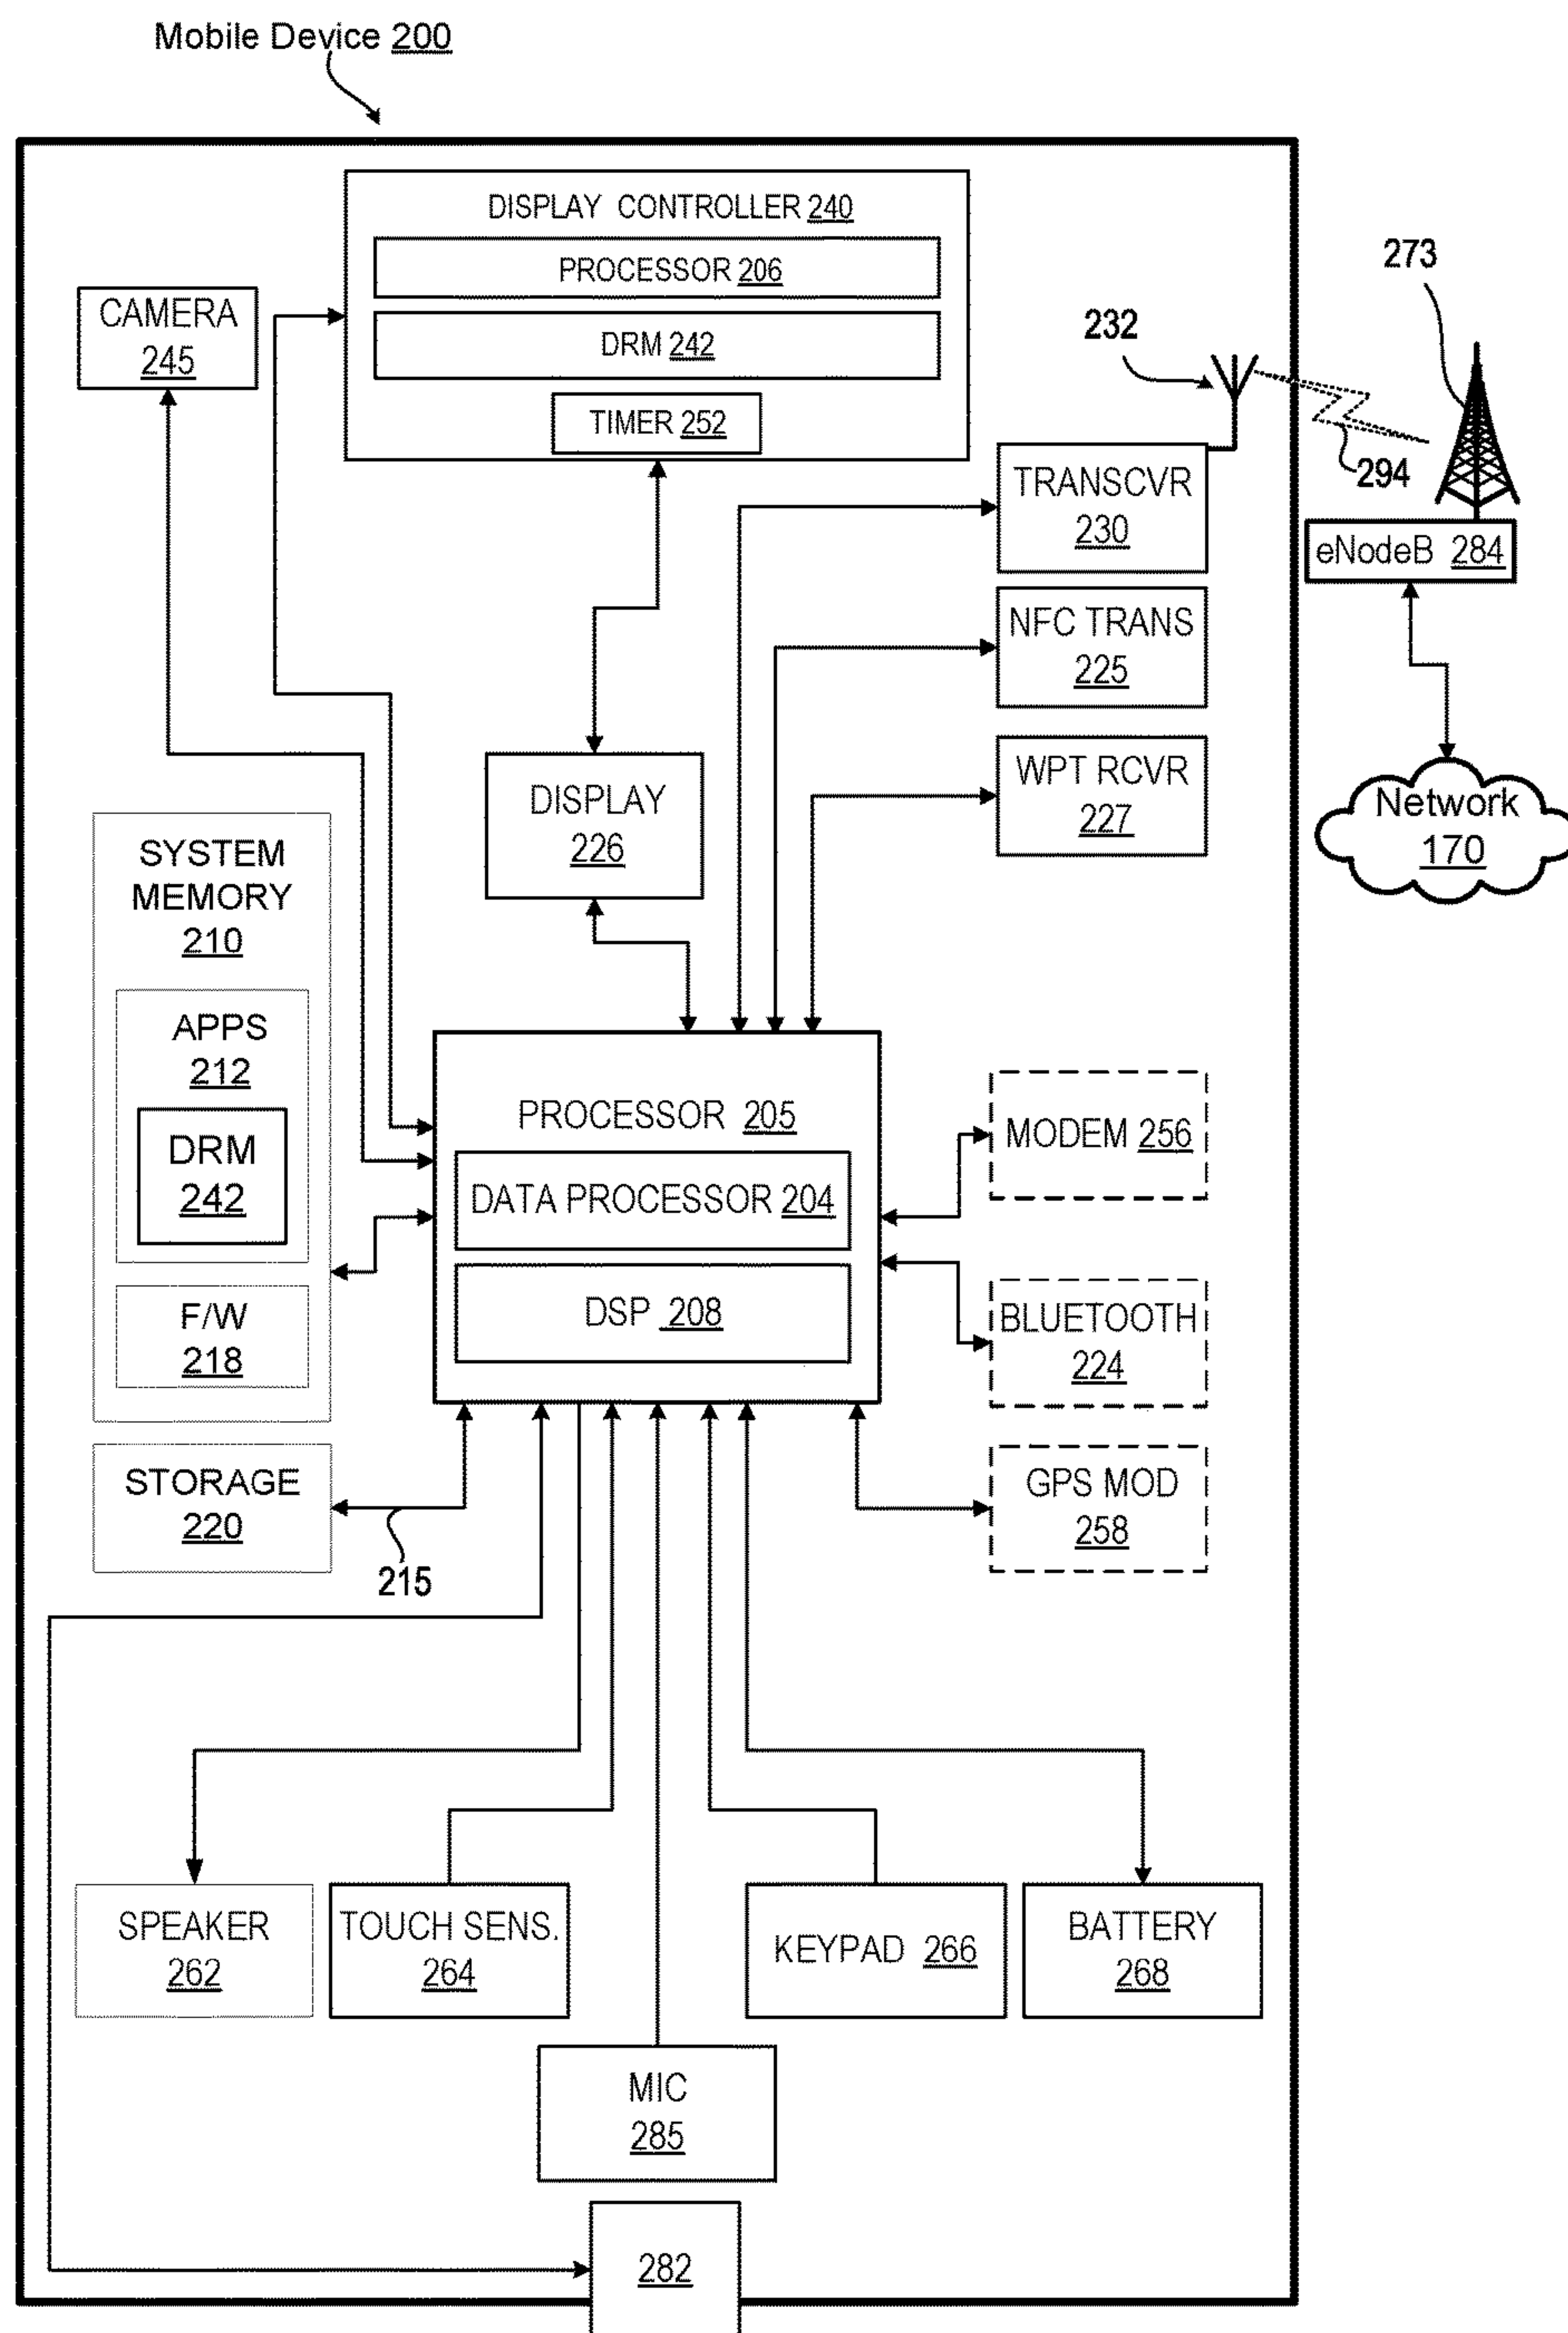 Mobile Device 200
DISPLAY CONTROLLER 240
PROCESSOR 206
DRM 242
TIMER 252
CAMERA
245
232
273
294
TRANSCVR
230
eNodeB 284
NFC TRANS
225
WPT RCVR
227
Network
170
DISPLAY
226
SYSTEM
MEMORY
210
APPS
212
DRM
242
F/W
218
PROCESSOR 205
DATA PROCESSOR 204
DSP 208
MODEM 256
BLUETOOTH
224
GPS MOD
258
STORAGE
220
215
SPEAKER
262
TOUCH SENS.
264
KEYPAD 266
BATTERY
268
MIC
285
282